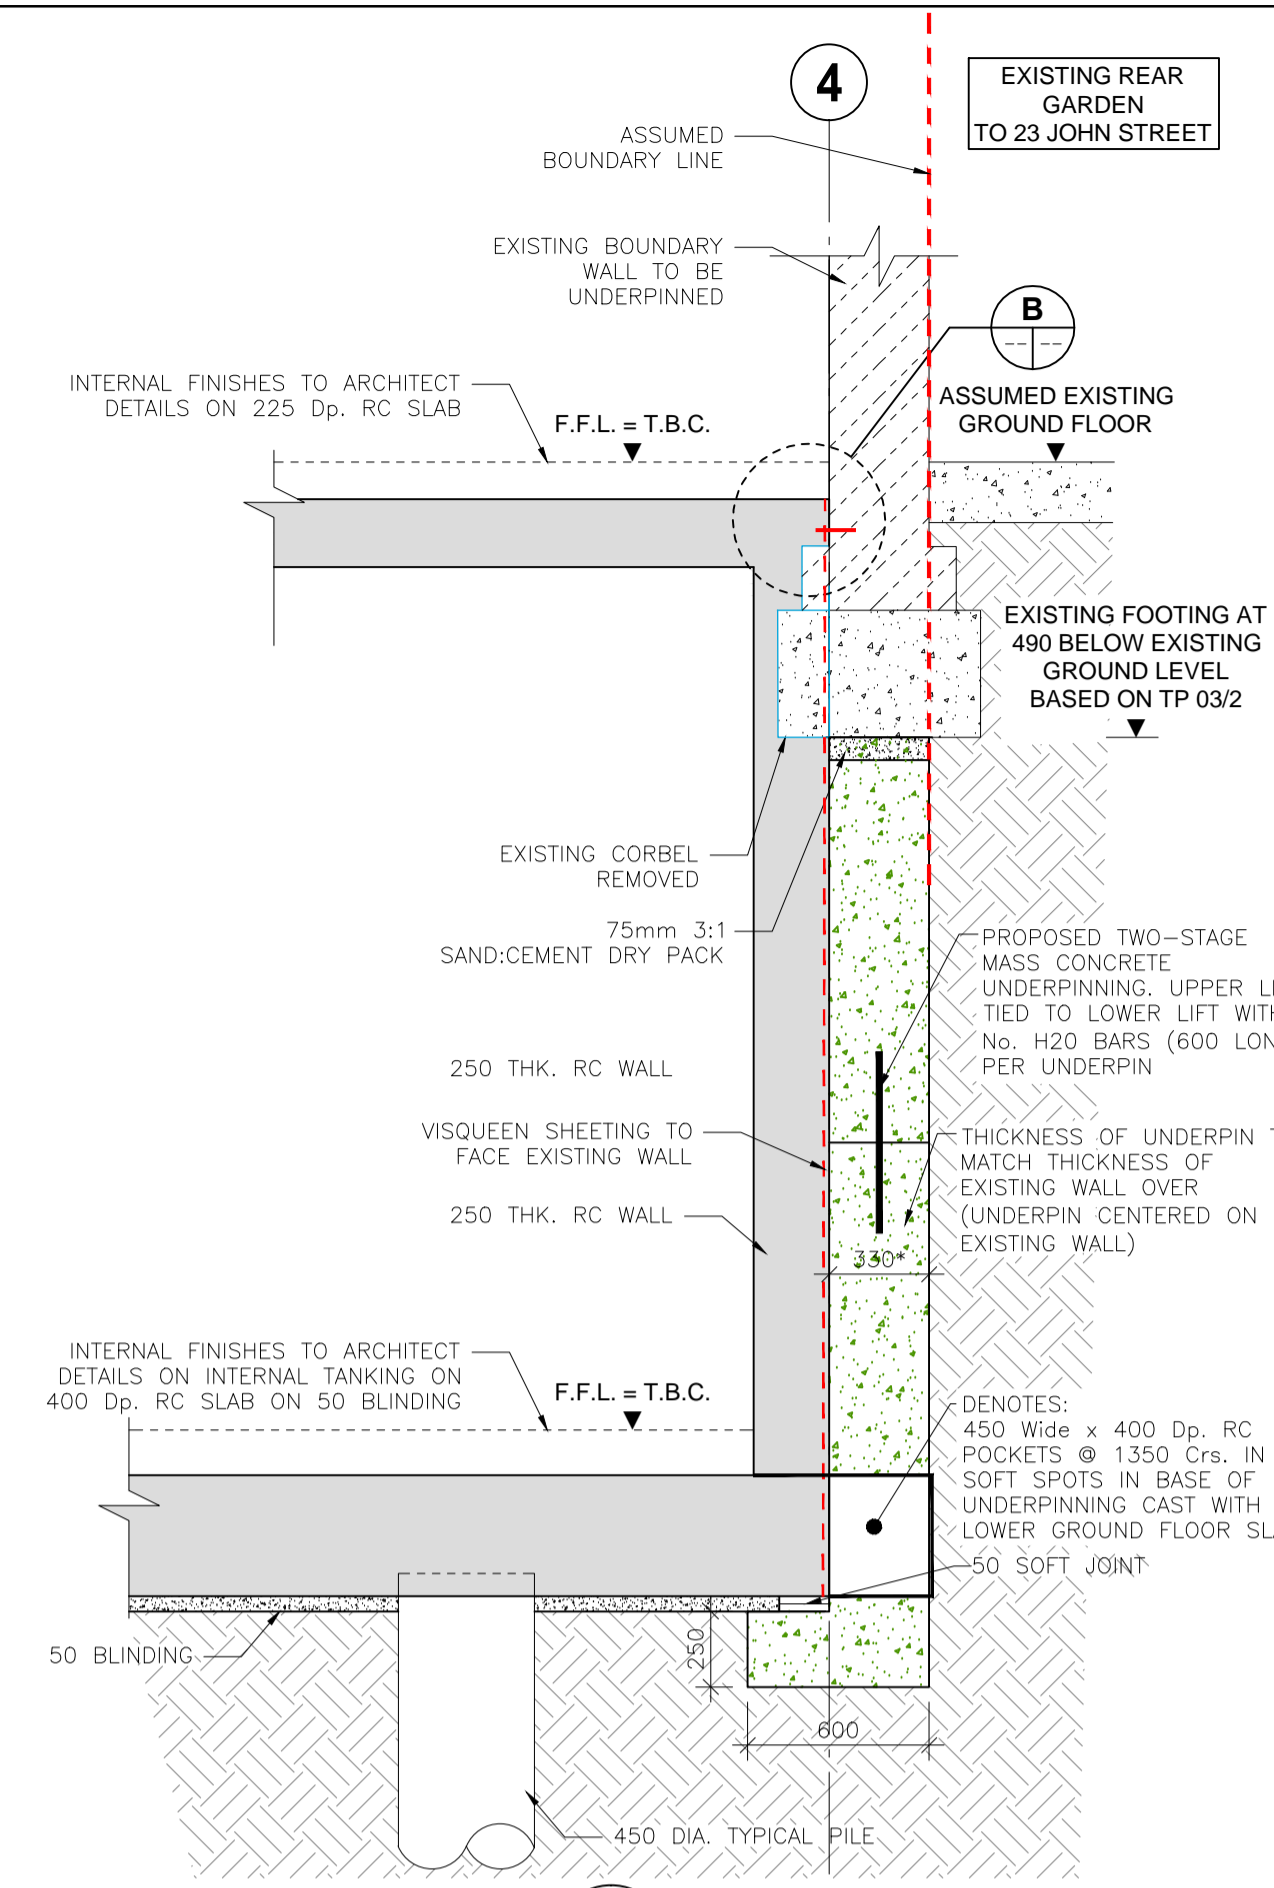 4
EXISTING REAR
GARDEN
TO 23 JOHN STREET
ASSUMED
BOUNDARY LINE
EXISTING BOUNDARY
WALL TO BE
UNDERPINNED
B
INTERNAL FINISHES TO ARCHITECT
DETAILS ON 225 Dp. RC SLAB
F.F.L. = T.B.C.
ASSUMED EXISTING
GROUND FLOOR
EXISTING FOOTING AT
490 BELOW EXISTING
GROUND LEVEL
BASED ON TP 03/2
EXISTING CORBEL
REMOVED
75mm 3:1
SAND:CEMENT DRY PACK
PROPOSED TWO-STAGE
MASS CONCRETE
UNDERPINNING. UPPER
TIED TO LOWER LIFT WITH
No. H20 BARS (600
PER UNDERPIN
250 THK. RC WALL
VISQUEEN SHEETING TO
FACE EXISTING WALL
THICKNESS OF UNDERPIN
MATCH THICKNESS OF
EXISTING WALL OVER
(UNDERPIN CENTERED ON
EXISTING WALL)
250 THK. RC WALL
330*
INTERNAL FINISHES TO ARCHITECT
DETAILS ON INTERNAL TANKING ON
400 Dp. RC SLAB ON 50 BLINDING
F.F.L. = T.B.C.
DENOTES:
450 Wide x 400 Dp. RC
POCKETS @ 1350 Crs. IN
SOFT SPOTS IN BASE OF
UNDERPINNING CAST WITH
LOWER GROUND FLOOR
50 SOFT JOINT
50 BLINDING
250
600
450 DIA. TYPICAL PILE